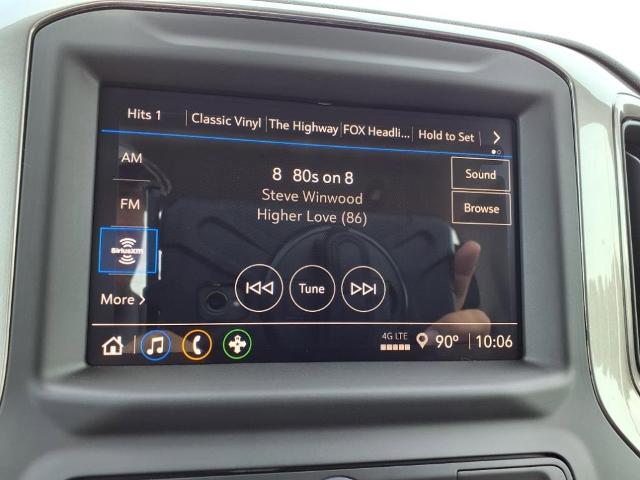 Hits 1 Classic Vinyl The Highway FOX Headli... Hold to Set
AM
8 80s on 8
Sound
Steve Winwood
FM
Browse
Higher Love (86)
SiriusXM
Tune
More
4G LTE
90° 10:06